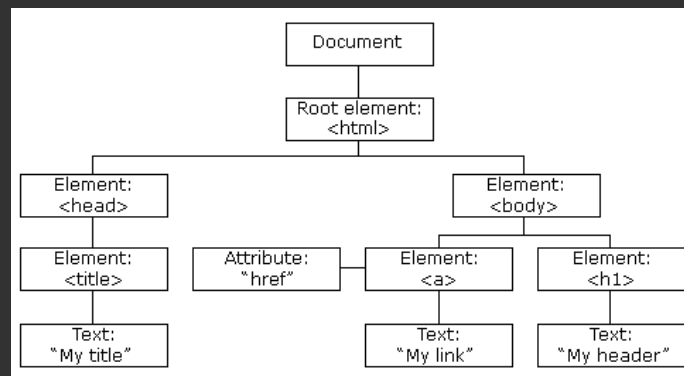 Document
Root element:
<html>
Element:
<head>
Element:
<body>
Element:
<title>
Attribute:
“href”
Element:
<a>
Element:
<h1>
Text:
“My title”
Text:
“My link”
Text:
“My header”